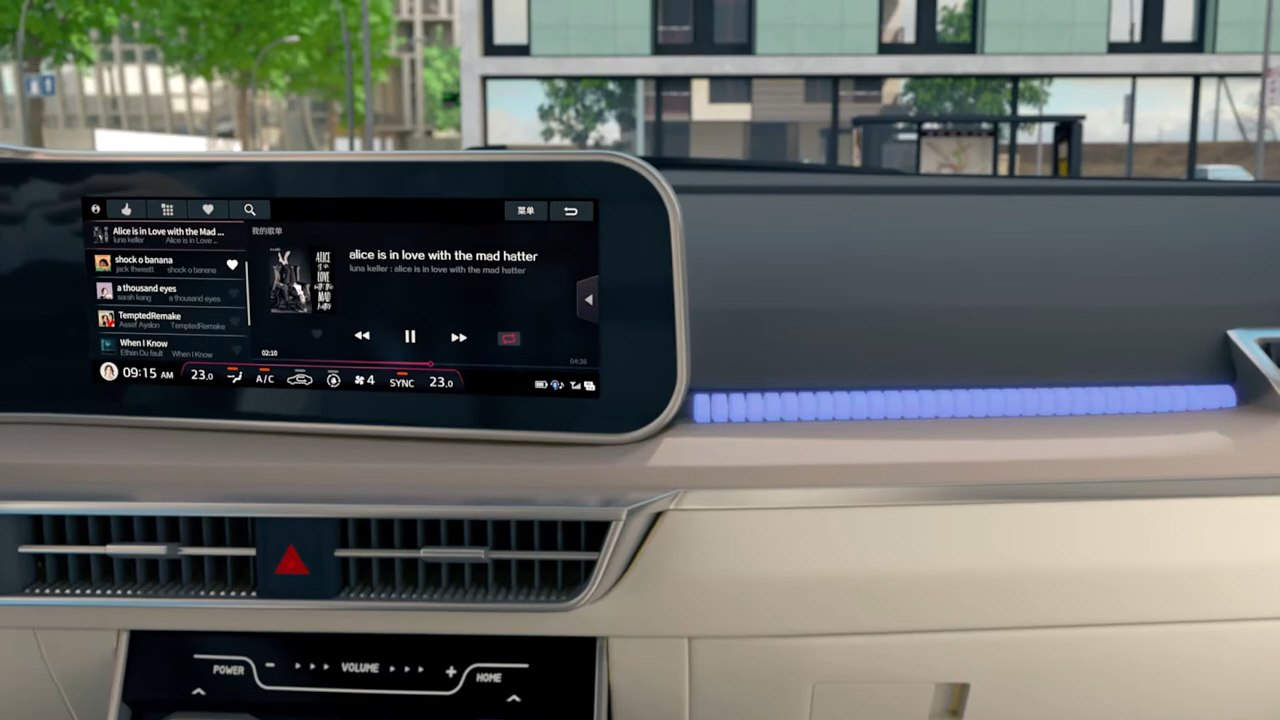 菜单
Alice is in Love with the Mad ...
luna keller Alice is in Love ..
我的歌单
shock o banana
jack thweatt shock o banana
a thousand eyes
sarah kang a thousand eyes
TemptedRemake
Assaf Ayalon TemptedRemake
When I Know
Ethan Du fault When I Know
ALICE
is in
LOVE
with the
MAD
hatter
alice is in love with the mad hatter
luna keller : alice is in love with the mad hatter
02:10
04:36
09:15 AM 23.0 A/C 4 SYNC 23.0
POWER - VOLUME + HOME